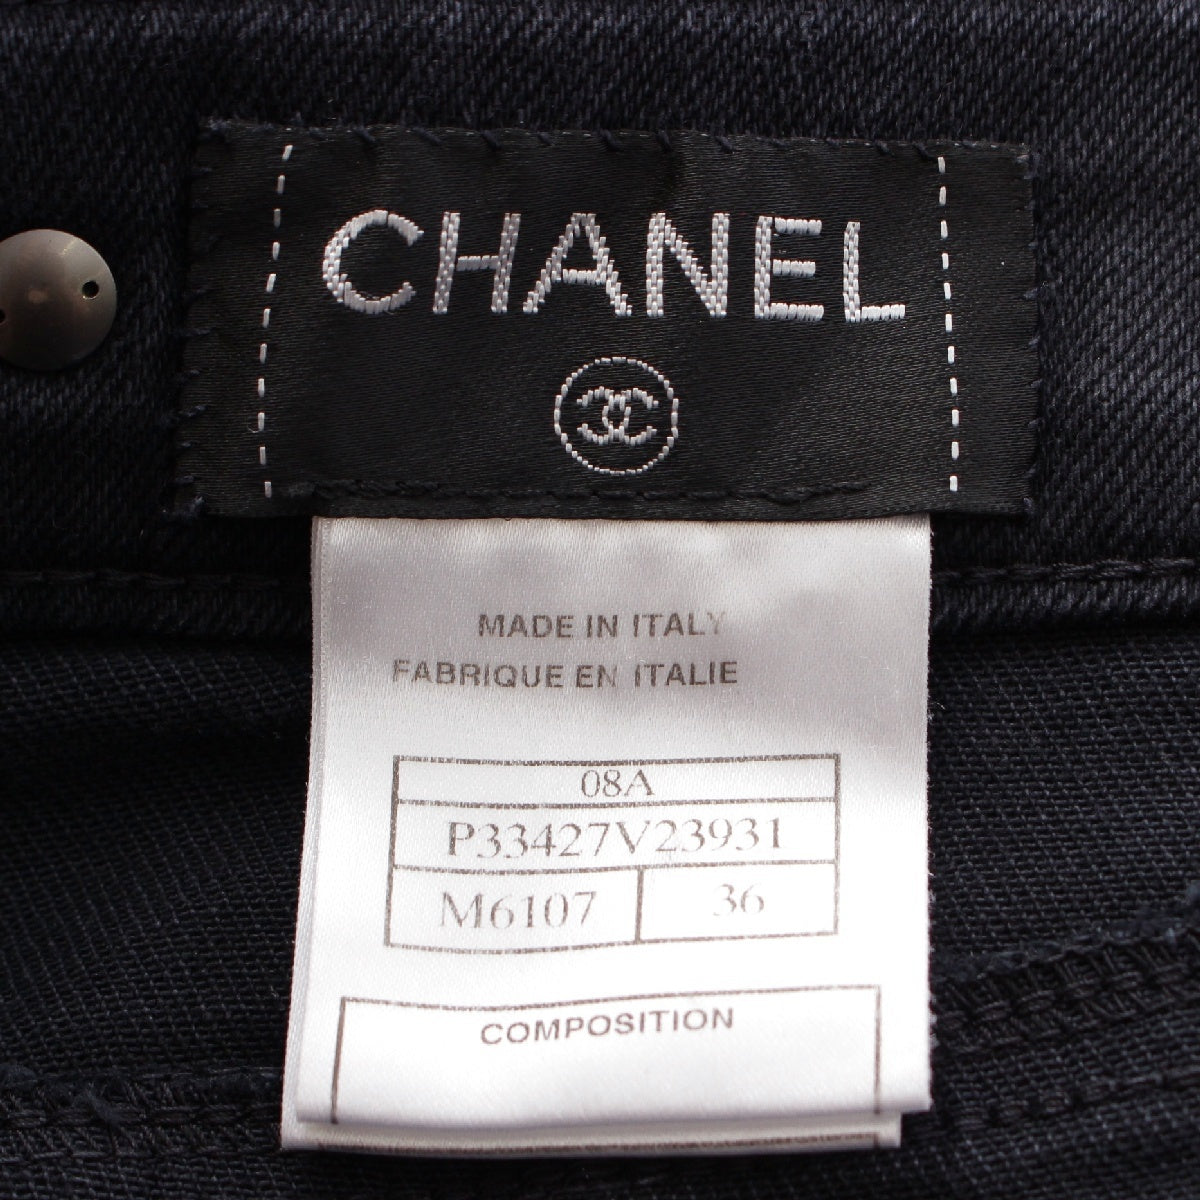 CHANEL
MADE IN ITALY
FABRIQUE EN ITALIE
08A
P33427V23931
M6107 36
COMPOSITION